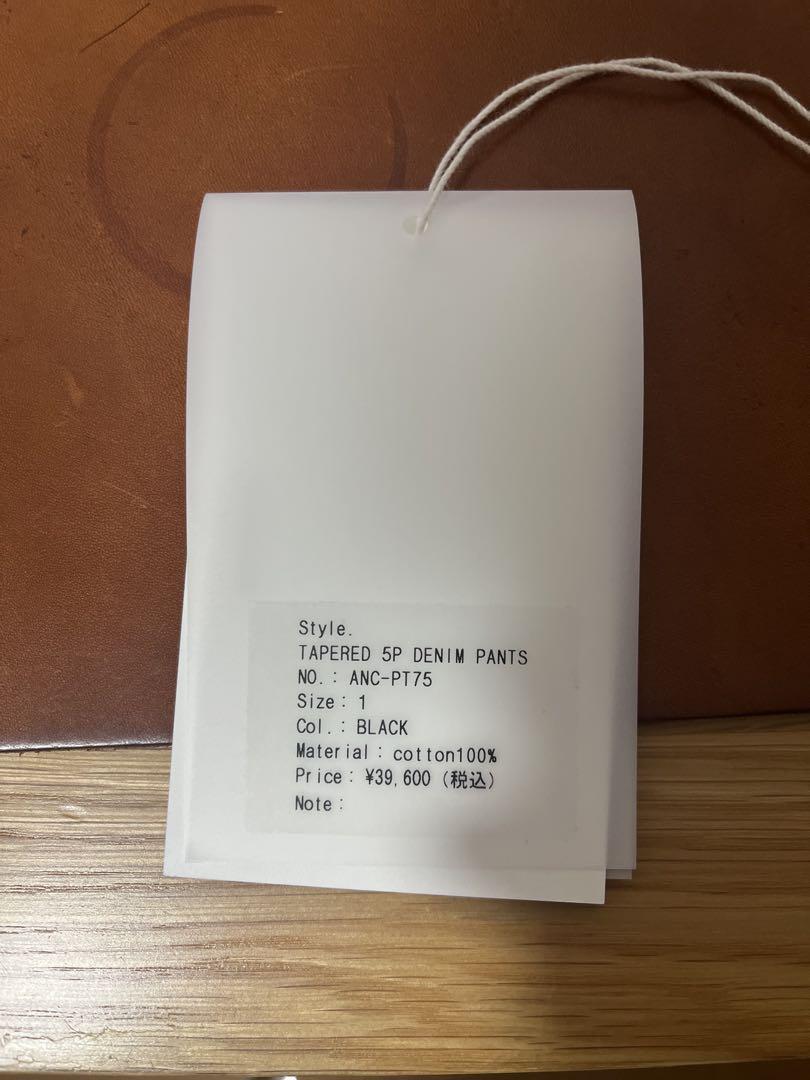 Style.
TAPERED 5P DENIM PANTS
NO.: ANC-PT75
Size: 1
Col.: BLACK
Material: cotton100%
Price: ¥39,600 (税込)
Note: